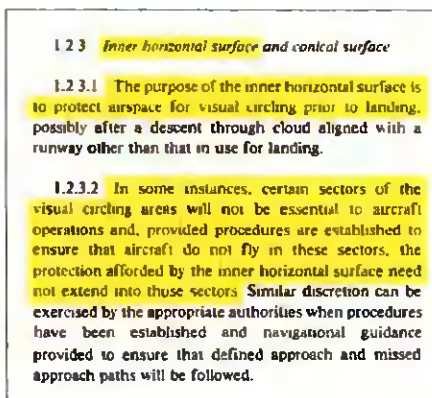 1.2.3 Inner horizontal surface and conical surface
1.2.3.1 The purpose of the inner horizontal surface is
to protect airspace for visual circling prior to landing,
possibly after a descent through cloud aligned with a
runway other than that in use for landing.
1.2.3.2 In some instances, certain sectors of the
visual circling areas will not be essential to aircraft
operations and, provided procedures are established to
ensure that aircraft do not fly in these sectors, the
protection afforded by the inner horizontal surface need
not extend into those sectors. Similar discretion can be
exercised by the appropriate authorities when procedures
have been established and navigational guidance
provided to ensure that defined approach and missed
approach paths will be followed.